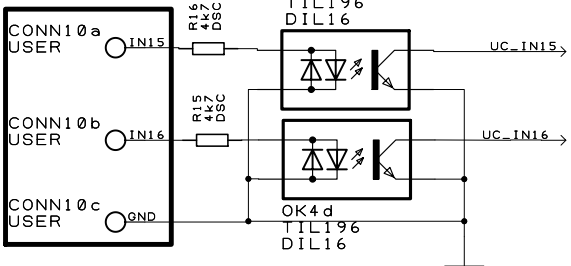 TIL196
DIL16
R16
4k7
DSC
CONN10a
USER
IN15
UC_IN15
R15
4k7
DSC
CONN10b
USER
IN16
UC_IN16
CONN10c
USER
GND
OK4d
TIL196
DIL16